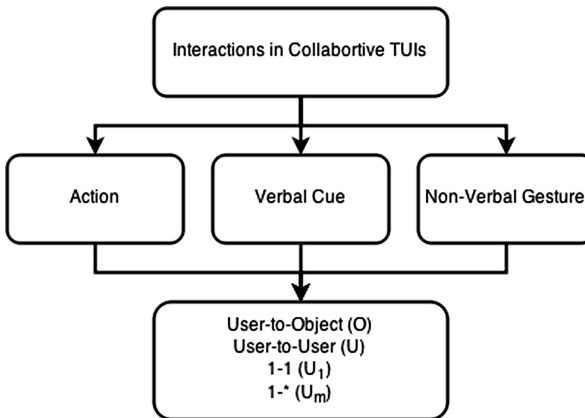 Interactions in Collabortive TUIs
Action
Verbal Cue
Non-Verbal Gesture
User-to-Object (O)
User-to-User (U)
1-1 (U₁)
1-* (Uₘ)